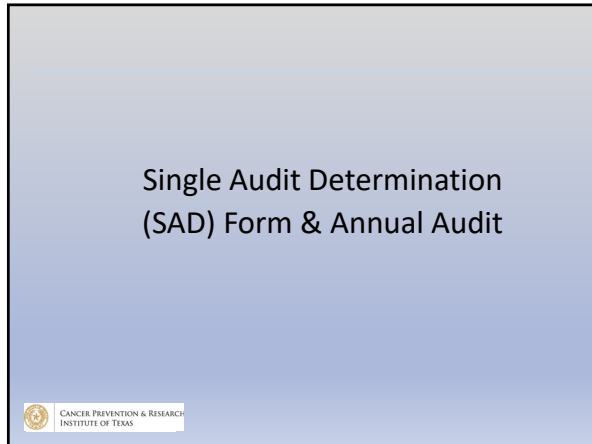 Single Audit Determination
(SAD) Form & Annual Audit
CANCER PREVENTION & RESEARCH
INSTITUTE OF TEXAS